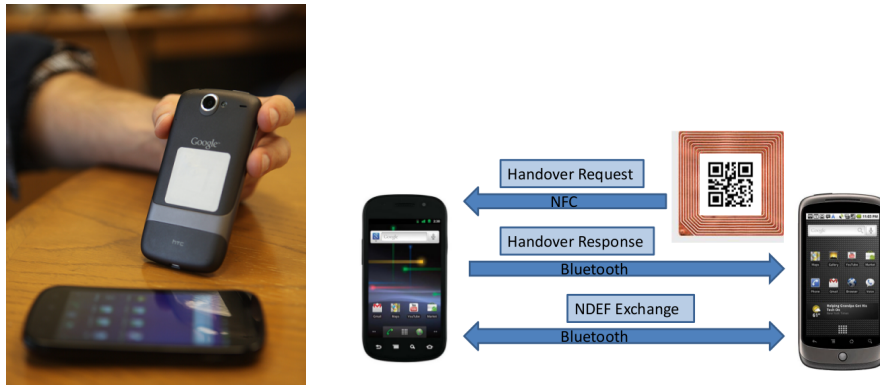 Google
HTC
Handover Request
NFC
Handover Response
Bluetooth
NDEF Exchange
Bluetooth